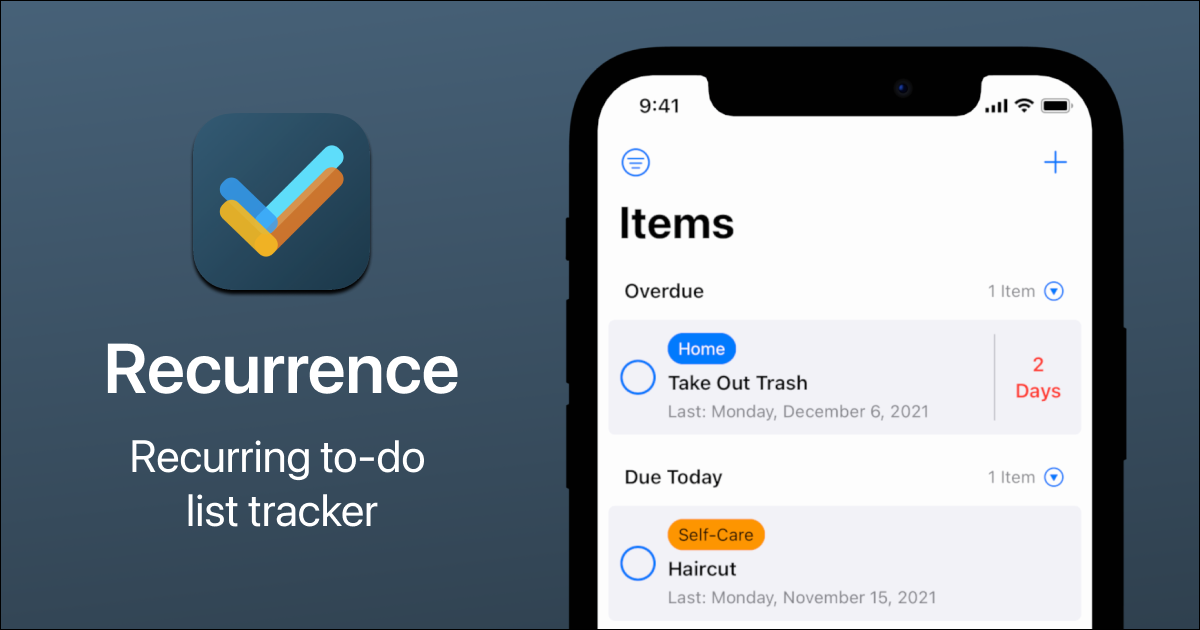 Recurrence
Recurring to-do
list tracker
9:41
Items
Overdue
1 Item
Home
Take Out Trash
Last: Monday, December 6, 2021
2
Days
Due Today
1 Item
Self-Care
Haircut
Last: Monday, November 15, 2021